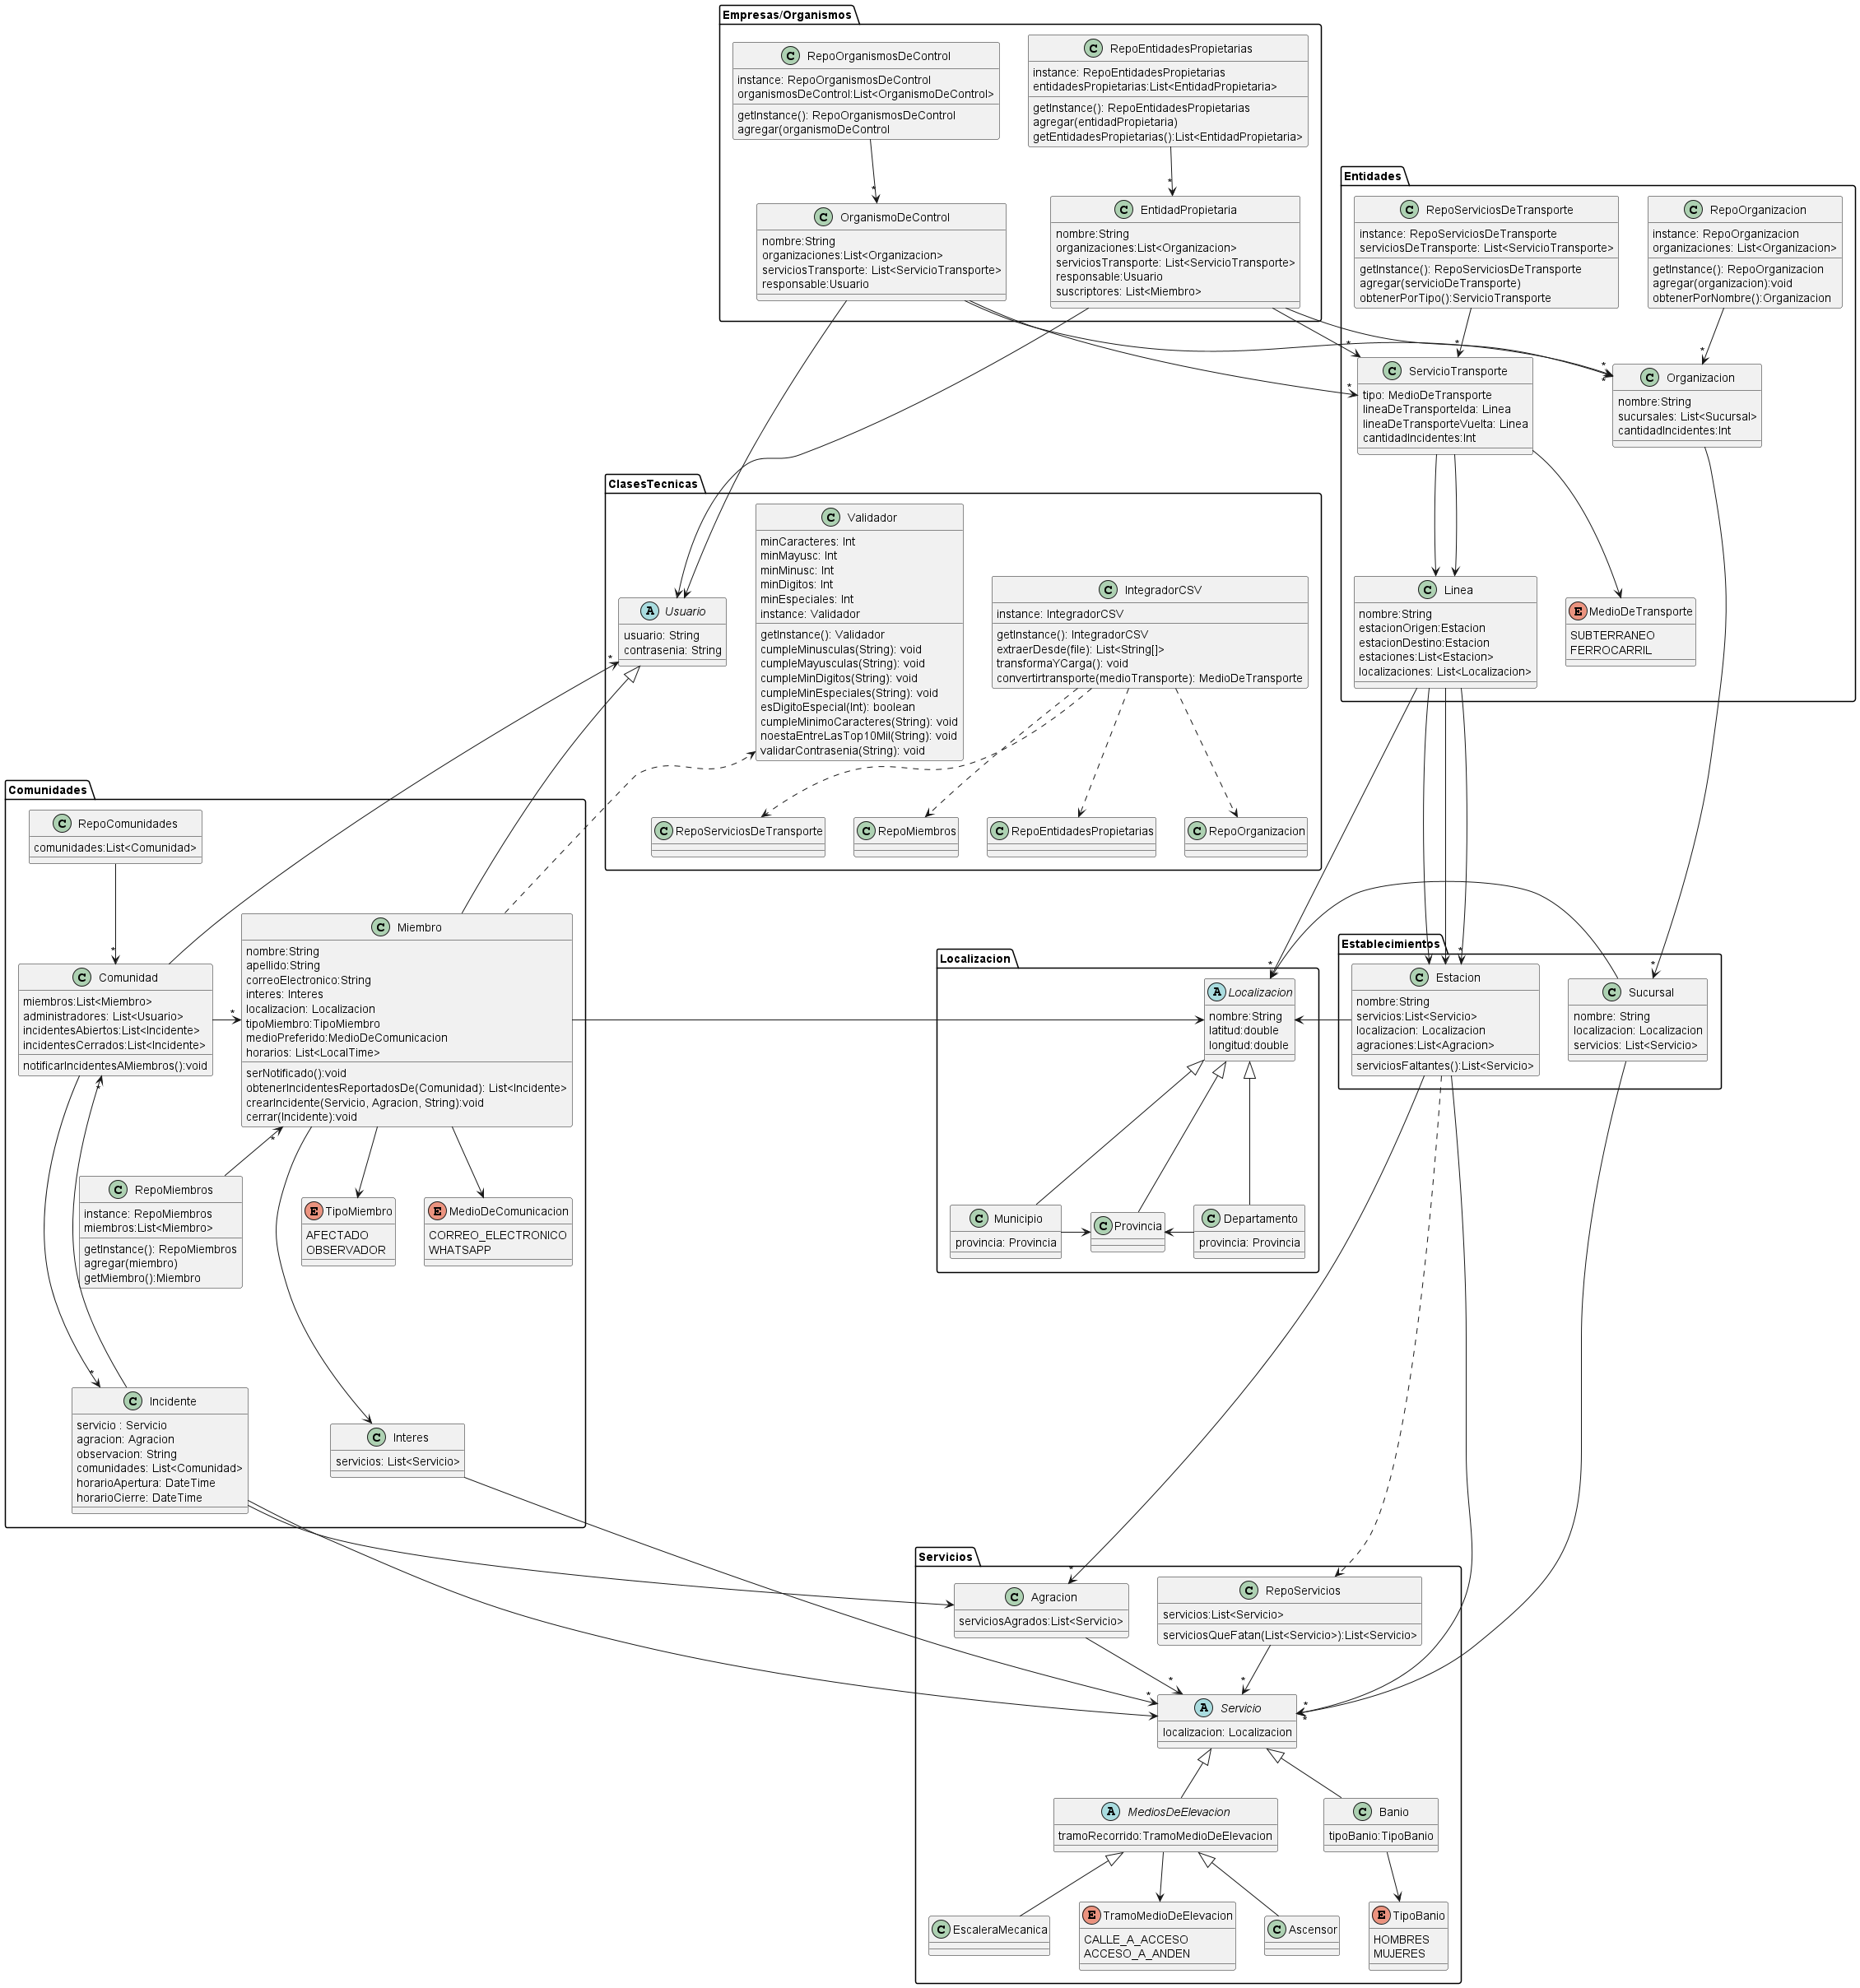 Empresas/Organismos
C RepoOrganismosDeControl
instance: RepoOrganismosDeControl
organismosDeControl:List<OrganismoDeControl>
getInstance(): RepoOrganismosDeControl
agregar(organismoDeControl
C RepoEntidadesPropietarias
instance: RepoEntidadesPropietarias
entidadesPropietarias:List<EntidadPropietaria>
getInstance(): RepoEntidadesPropietarias
agregar(entidadPropietaria)
getEntidadesPropietarias():List<EntidadPropietaria>
*
*
C OrganismoDeControl
nombre:String
organizaciones:List<Organizacion>
serviciosTransporte: List<ServicioTransporte>
responsable:Usuario
C EntidadPropietaria
nombre:String
organizaciones:List<Organizacion>
serviciosTransporte: List<ServicioTransporte>
responsable:Usuario
suscriptores: List<Miembro>
Entidades
C RepoServiciosDeTransporte
instance: RepoServiciosDeTransporte
serviciosDeTransporte: List<ServicioTransporte>
getInstance(): RepoServiciosDeTransporte
agregar(servicioDeTransporte)
obtenerPorTipo():ServicioTransporte
C RepoOrganizacion
instance: RepoOrganizacion
organizaciones: List<Organizacion>
getInstance(): RepoOrganizacion
agregar(organizacion):void
obtenerPorNombre():Organizacion
*
*
*
*
*
*
C ServicioTransporte
tipo: MedioDeTransporte
lineaDeTransporteIda: Linea
lineaDeTransporteVuelta: Linea
cantidadIncidentes:Int
C Organizacion
nombre:String
sucursales: List<Sucursal>
cantidadIncidentes:Int
C Linea
nombre:String
estacionOrigen:Estacion
estacionDestino:Estacion
estaciones:List<Estacion>
localizaciones: List<Localizacion>
E MedioDeTransporte
SUBTERRANEO
FERROCARRIL
ClasesTecnicas
A Usuario
usuario: String
contrasenia: String
*
C Validador
minCaracteres: Int
minMayusc: Int
minMinusc: Int
minDigitos: Int
minEspeciales: Int
instance: Validador
getInstance(): Validador
cumpleMinusculas(String): void
cumpleMayusculas(String): void
cumpleMinDigitos(String): void
cumpleMinEspeciales(String): void
esDigitoEspecial(Int): boolean
cumpleMinimoCaracteres(String): void
noestaEntreLasTop10Mil(String): void
validarContrasenia(String): void
C IntegradorCSV
instance: IntegradorCSV
getInstance(): IntegradorCSV
extraerDesde(file): List<String[]>
transformaYCarga(): void
convertirtransporte(medioTransporte): MedioDeTransporte
C RepoServiciosDeTransporte
C RepoMiembros
C RepoEntidadesPropietarias
C RepoOrganizacion
Comunidades
C RepoComunidades
comunidades:List<Comunidad>
*
C Comunidad
miembros:List<Miembro>
administradores: List<Usuario>
incidentesAbiertos:List<Incidente>
incidentesCerrados:List<Incidente>
notificarIncidentesAMiembros():void
*
*
C Miembro
nombre:String
apellido:String
correoElectronico:String
interes: Interes
localizacion: Localizacion
tipoMiembro:TipoMiembro
medioPreferido:MedioDeComunicacion
horarios: List<LocalTime>
serNotificado():void
obtenerIncidentesReportadosDe(Comunidad): List<Incidente>
crearIncidente(Servicio, Agracion, String):void
cerrar(Incidente):void
*
C RepoMiembros
instance: RepoMiembros
miembros:List<Miembro>
getInstance(): RepoMiembros
agregar(miembro)
getMiembro():Miembro
E TipoMiembro
AFECTADO
OBSERVADOR
E MedioDeComunicacion
CORREO_ELECTRONICO
WHATSAPP
*
C Incidente
servicio : Servicio
agracion: Agracion
observacion: String
comunidades: List<Comunidad>
horarioApertura: DateTime
horarioCierre: DateTime
C Interes
servicios: List<Servicio>
Localizacion
*
A Localizacion
nombre:String
latitud:double
longitud:double
C Municipio
provincia: Provincia
C Provincia
C Departamento
provincia: Provincia
Establecimientos
*
*
C Estacion
nombre:String
servicios:List<Servicio>
localizacion: Localizacion
agraciones:List<Agracion>
serviciosFaltantes():List<Servicio>
C Sucursal
nombre: String
localizacion: Localizacion
servicios: List<Servicio>
Servicios
*
C Agracion
serviciosAgrados:List<Servicio>
C RepoServicios
servicios:List<Servicio>
serviciosQueFatan(List<Servicio>):List<Servicio>
*
*
*
*
*
A Servicio
localizacion: Localizacion
A MediosDeElevacion
tramoRecorrido:TramoMedioDeElevacion
C Banio
tipoBanio:TipoBanio
C EscaleraMecanica
E TramoMedioDeElevacion
CALLE_A_ACCESO
ACCESO_A_ANDEN
C Ascensor
E TipoBanio
HOMBRES
MUJERES